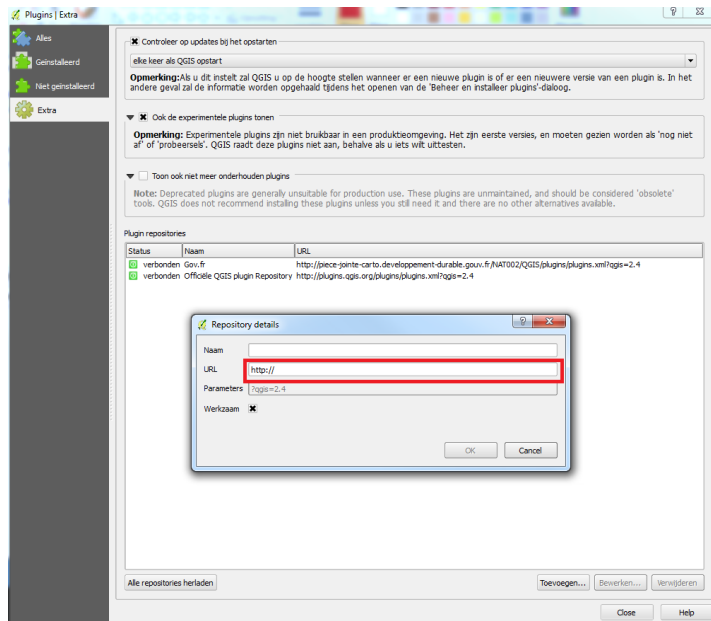 Plugins | Extra
Alles
Geïnstalleerd
Niet geïnstalleerd
Extra
Controleer op updates bij het opstarten
elke keer als QGIS opstart
Opmerking:Als u dit instelt zal QGIS u op de hoogte stellen wanneer er een nieuwe plugin is of er een nieuwere versie van een plugin is. In het
andere geval zal de informatie worden opgehaald tijdens het openen van de 'Beheer en installeer plugins'-dialoog.
Ook de experimentele plugins tonen
Opmerking: Experimentele plugins zijn niet bruikbaar in een produktieomgeving. Het zijn eerste versies, en moeten gezien worden als 'nog niet
af' of 'probeersels'. QGIS raadt deze plugins niet aan, behalve als u iets wilt uittesten.
Toon ook niet meer onderhouden plugins
Note: Deprecated plugins are generally unsuitable for production use. These plugins are unmaintained, and should be considered 'obsolete'
tools. QGIS does not recommend installing these plugins unless you still need it and there are no other alternatives available.
Plugin repositories
Status Naam URL
verbonden Gov.fr http://piece-jointe-carto.developpement-durable.gouv.fr/NAT002/QGIS/plugins/plugins.xml?qgis=2.4
verbonden Officiële QGIS plugin Repository http://plugins.qgis.org/plugins/plugins.xml?qgis=2.4
Repository details
Naam
URL http://
Parameters ?qgis=2.4
Werkzaam
OK Cancel
Alle repositories herladen Toevoegen... Bewerken... Verwijderen
Close Help